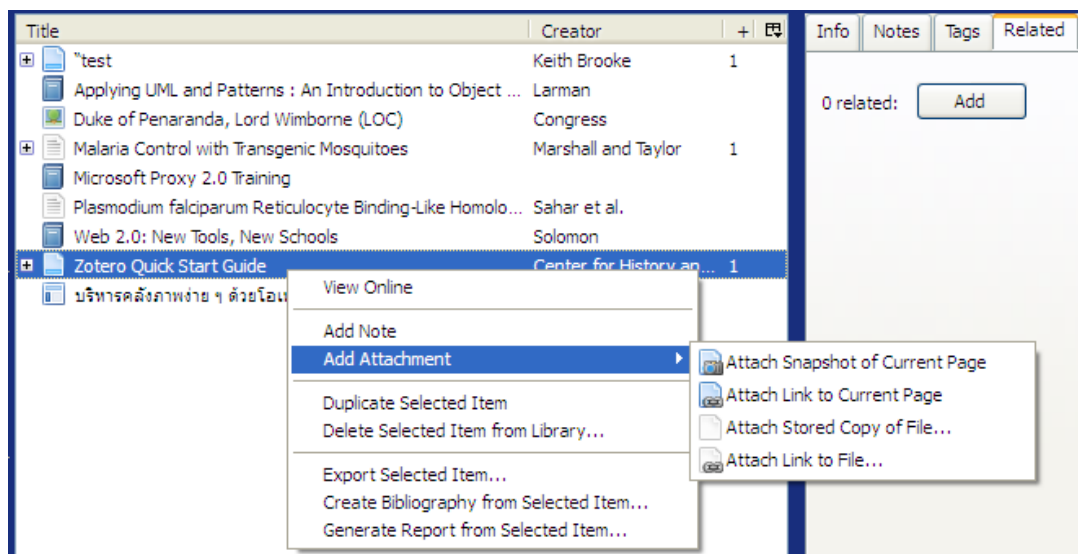 Title Creator +
“test Keith Brooke 1
Applying UML and Patterns : An Introduction to Object ... Larman
Duke of Penaranda, Lord Wimborne (LOC) Congress
Malaria Control with Transgenic Mosquitoes Marshall and Taylor 1
Microsoft Proxy 2.0 Training
Plasmodium falciparum Reticulocyte Binding-Like Homolo... Sahar et al.
Web 2.0: New Tools, New Schools Solomon
Zotero Quick Start Guide Center for History an... 1
บริหารคลังภาพง่าย ๆ ด้วย
View Online
Add Note
Add Attachment
Duplicate Selected Item
Delete Selected Item from Library...
Export Selected Item...
Create Bibliography from Selected Item...
Generate Report from Selected Item...
Attach Snapshot of Current Page
Attach Link to Current Page
Attach Stored Copy of File...
Attach Link to File...
Info Notes Tags Related
0 related: Add